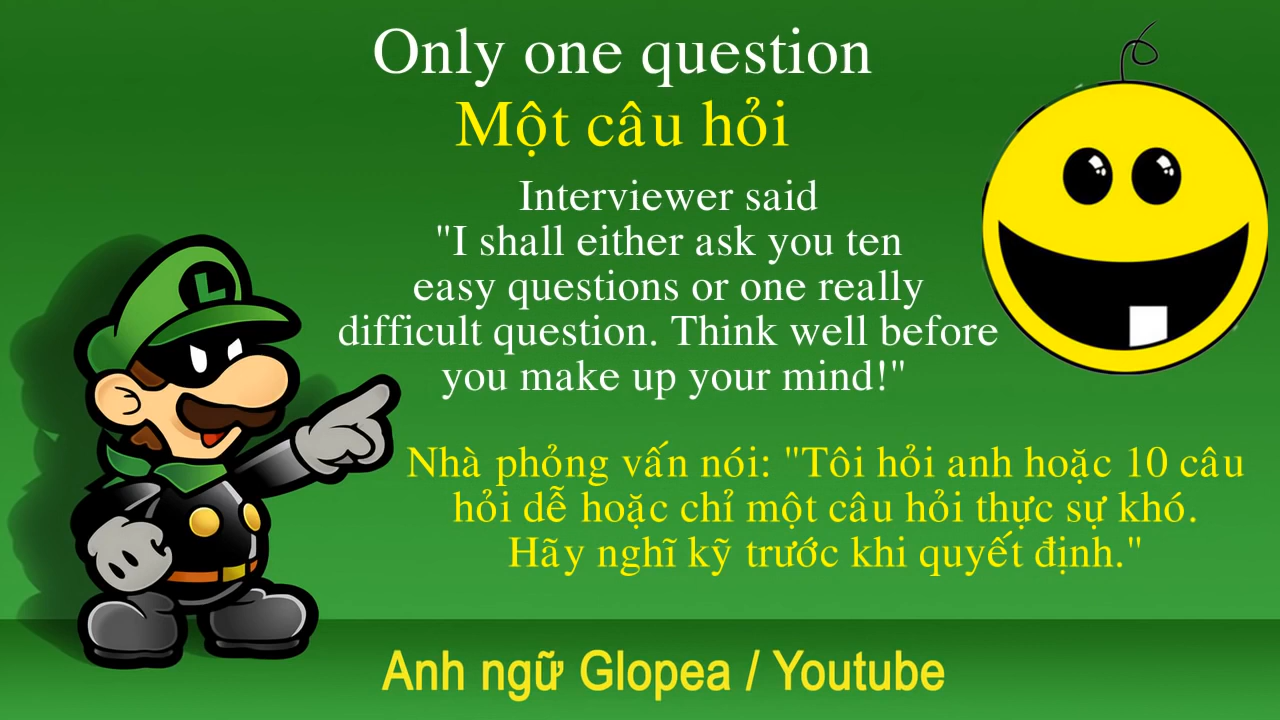 Only one question
Một câu hỏi
Interviewer said
"I shall either ask you ten
easy questions or one really
difficult question. Think well before
you make up your mind!"
Nhà phỏng vấn nói: "Tôi hỏi anh hoặc 10 câu
hỏi dễ hoặc chỉ một câu hỏi thực sự khó.
Hãy nghĩ kỹ trước khi quyết định."
L
Anh ngữ Glopea / Youtube